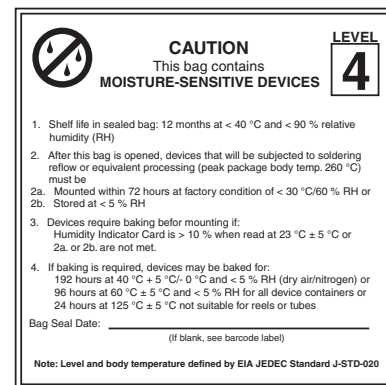 LEVEL
4
CAUTION
This bag contains
MOISTURE-SENSITIVE DEVICES
1. Shelf life in sealed bag: 12 months at < 40 °C and < 90 % relative
humidity (RH)
2. After this bag is opened, devices that will be subjected to soldering
reflow or equivalent processing (peak package body temp. 260 °C)
must be
2a. Mounted within 72 hours at factory condition of < 30 °C/60 % RH or
2b. Stored at < 5 % RH
3. Devices require baking befor mounting if:
Humidity Indicator Card is > 10 % when read at 23 °C ± 5 °C or
2a. or 2b. are not met.
4. If baking is required, devices may be baked for:
192 hours at 40 °C + 5 °C/- 0 °C and < 5 % RH (dry air/nitrogen) or
96 hours at 60 °C ± 5 °C and < 5 % RH for all device containers or
24 hours at 125 °C ± 5 °C not suitable for reels or tubes
Bag Seal Date:
(If blank, see barcode label)
Note: Level and body temperature defined by EIA JEDEC Standard J-STD-020